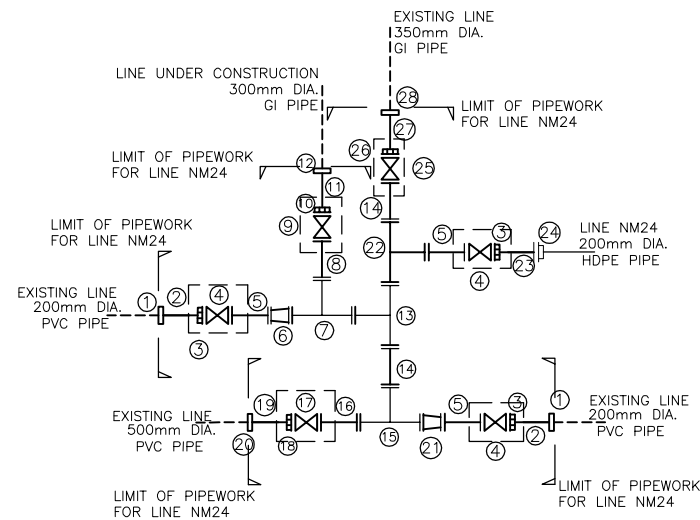 EXISTING LINE
350mm DIA.
GI PIPE
LINE UNDER CONSTRUCTION
300mm DIA.
GI PIPE
28
LIMIT OF PIPEWORK
FOR LINE NM24
27
LIMIT OF PIPEWORK
FOR LINE NM24
12
26
25
11
10
14
9
LIMIT OF PIPEWORK
FOR LINE NM24
5
3
24
LINE NM24
200mm DIA.
HDPE PIPE
22
8
4
23
EXISTING LINE
200mm DIA.
PVC PIPE
1
2
4
5
3
6
7
13
14
EXISTING LINE
500mm DIA.
PVC PIPE
19
17
16
5
3
1
EXISTING LINE
200mm DIA.
PVC PIPE
20
18
15
21
4
2
LIMIT OF PIPEWORK
FOR LINE NM24
LIMIT OF PIPEWORK
FOR LINE NM24